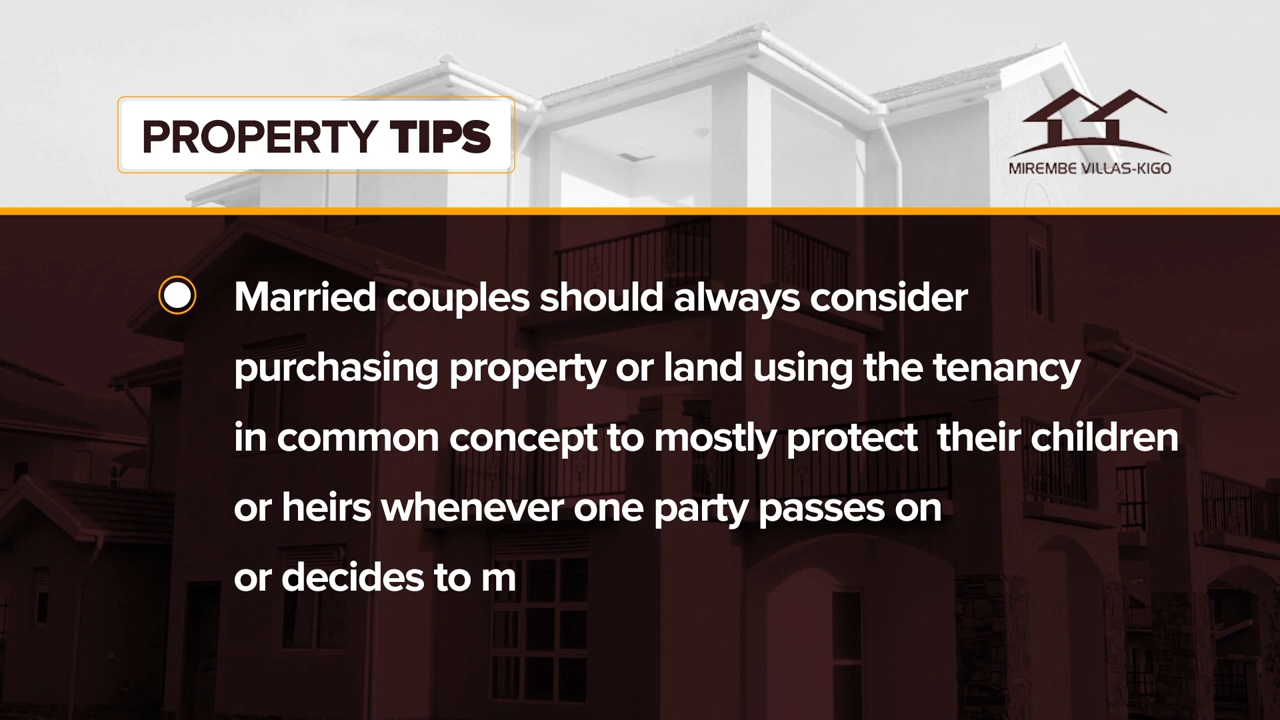 PROPERTY TIPS
MIREMBE VILLAS-KIGO
Married couples should always consider
purchasing property or land using the tenancy
in common concept to mostly protect  their children
or heirs whenever one party passes on
or decides to m